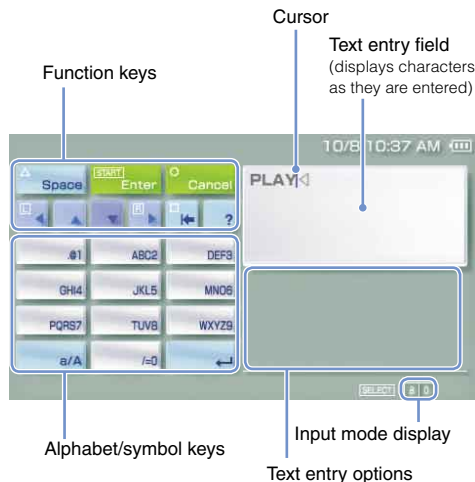 Cursor
Text entry field
(displays characters
as they are entered)
Function keys
10/8 10:37 AM
Space
START
Enter
Cancel
PLAY
L
R
?
.@1
ABC2
DEF3
GHI4
JKL5
MNO6
PQRS7
TUV8
WXYZ9
a/A
/=0
SELECT
Alphabet/symbol keys
Input mode display
Text entry options